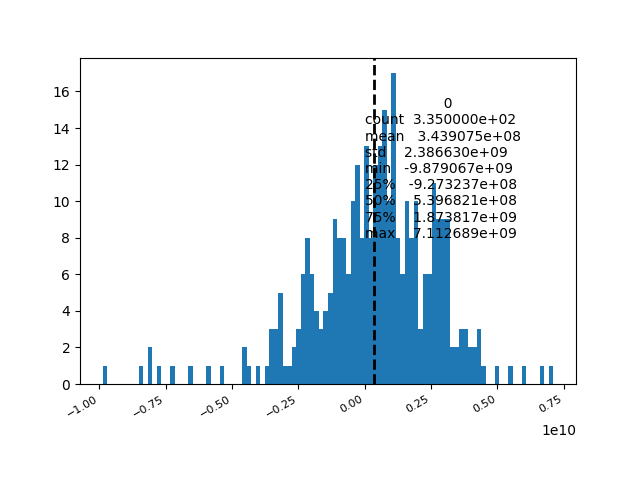 16
14
12
10
8
6
4
2
0
0
count 3.350000e+02
mean 3.439075e+08
std 2.386630e+09
min -9.879067e+09
25% -9.273237e+08
50% 5.396821e+08
75% 1.873817e+09
max 7.112689e+09
−1.00 −0.75 −0.50 −0.25 0.00 0.25 0.50 0.75
1e10